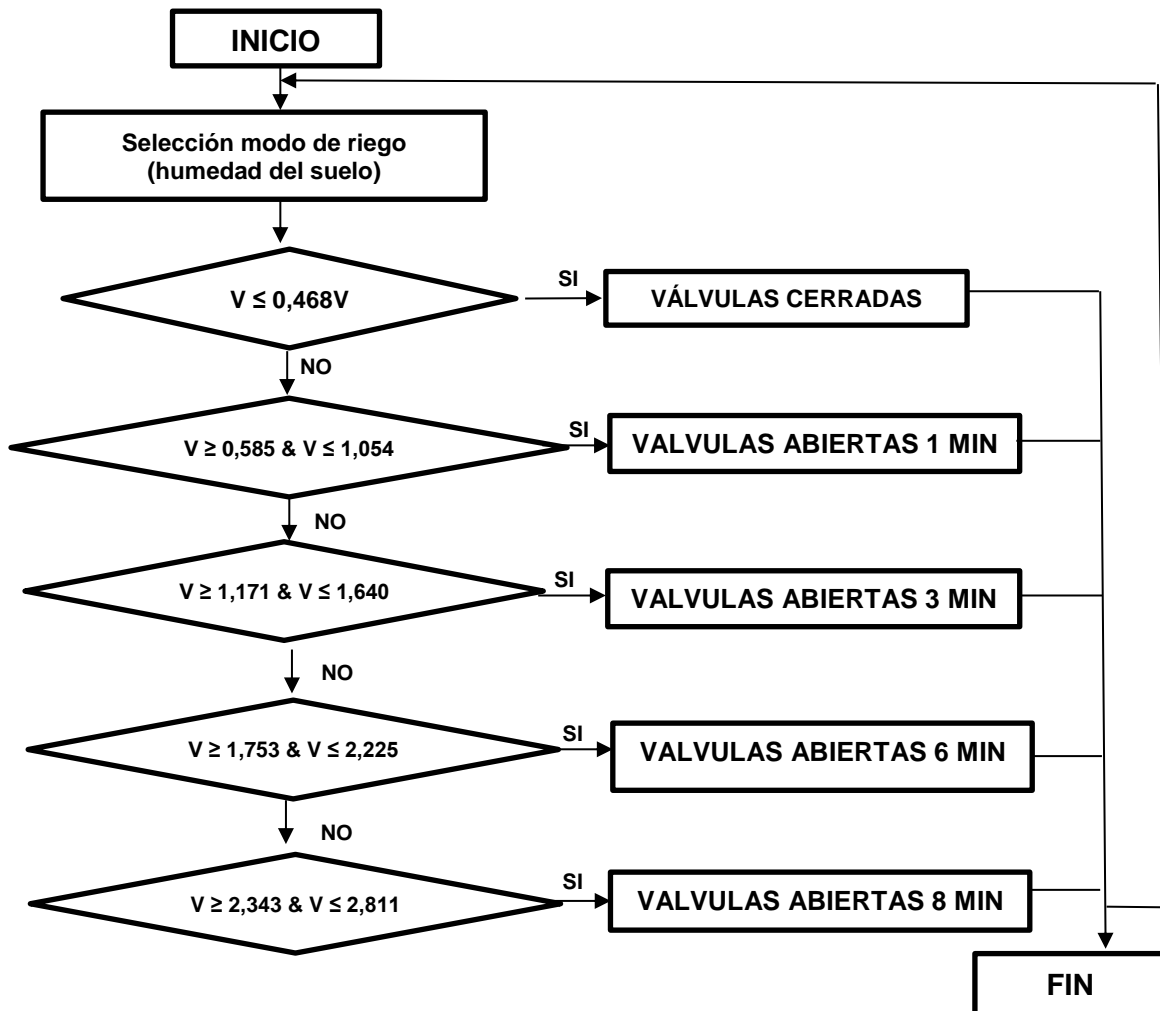 INICIO
Selección modo de riego
(humedad del suelo)
V ≤ 0,468V
SI
VÁLVULAS CERRADAS
NO
V ≥ 0,585 & V ≤ 1,054
SI
VALVULAS ABIERTAS 1 MIN
NO
V ≥ 1,171 & V ≤ 1,640
SI
VALVULAS ABIERTAS 3 MIN
NO
V ≥ 1,753 & V ≤ 2,225
SI
VALVULAS ABIERTAS 6 MIN
NO
V ≥ 2,343 & V ≤ 2,811
SI
VALVULAS ABIERTAS 8 MIN
FIN